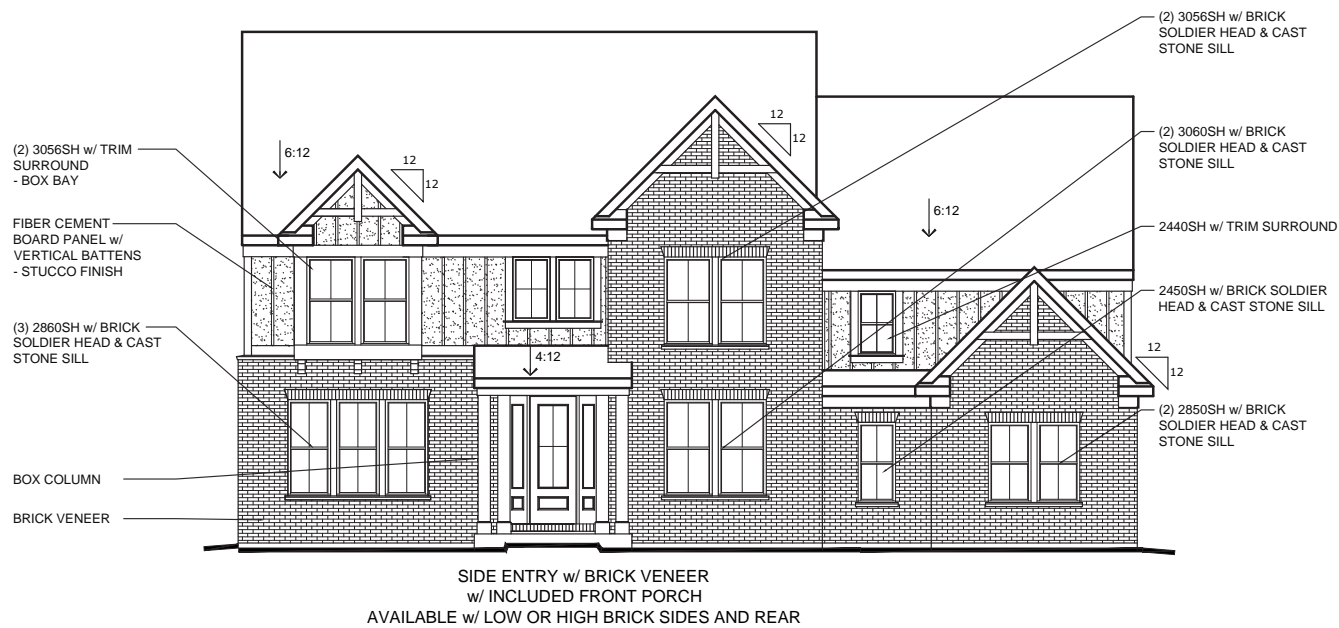 (2) 3056SH w/ BRICK
SOLDIER HEAD & CAST
STONE SILL
12
12
(2) 3060SH w/ BRICK
SOLDIER HEAD & CAST
STONE SILL
(2) 3056SH w/ TRIM
SURROUND
- BOX BAY
6:12
12
12
6:12
2440SH w/ TRIM SURROUND
FIBER CEMENT
BOARD PANEL w/
VERTICAL BATTENS
- STUCCO FINISH
2450SH w/ BRICK SOLDIER
HEAD & CAST STONE SILL
(3) 2860SH w/ BRICK
SOLDIER HEAD & CAST
STONE SILL
4:12
12
12
(2) 2850SH w/ BRICK
SOLDIER HEAD & CAST
STONE SILL
BOX COLUMN
BRICK VENEER
SIDE ENTRY w/ BRICK VENEER
w/ INCLUDED FRONT PORCH
AVAILABLE w/ LOW OR HIGH BRICK SIDES AND REAR